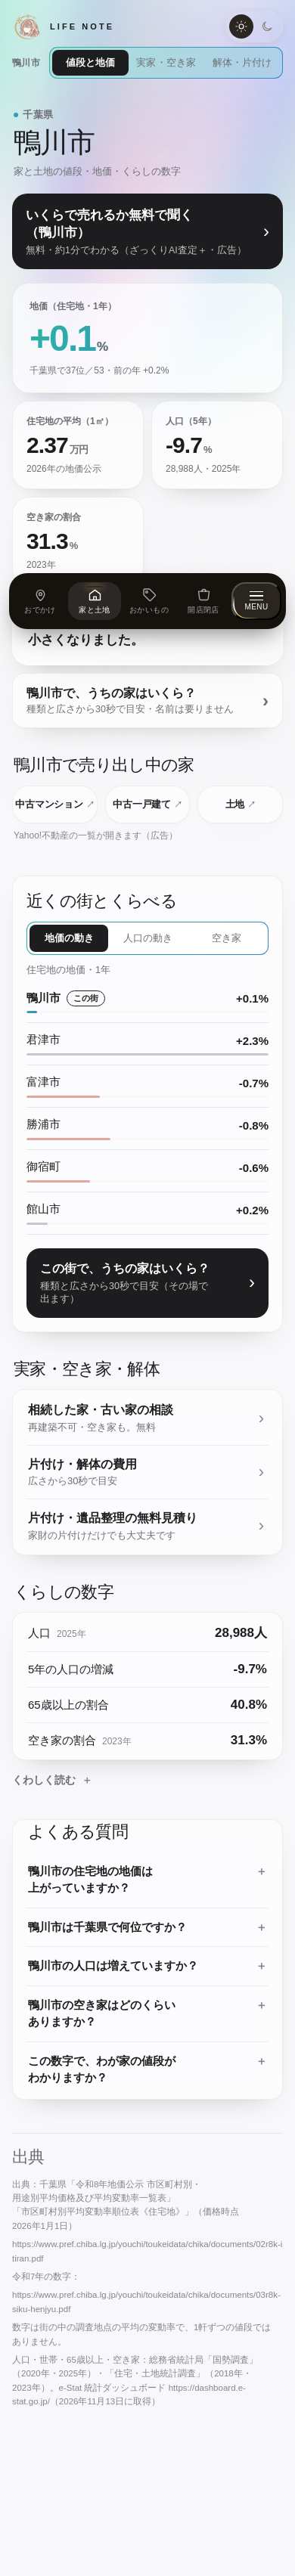 LIFE NOTE
鴨川市
値段と地価
実家・空き家
解体・片付け
千葉県
鴨川市
家と土地の値段・地価・くらしの数字
いくらで売れるか無料で聞く
（鴨川市）
無料・約1分でわかる（ざっくりAI査定＋・広告）
›
地価（住宅地・1年）
+0.1%
千葉県で37位／53・前の年 +0.2%
住宅地の平均（1㎡）
2.37万円
2026年の地価公示
人口（5年）
-9.7%
28,988人・2025年
空き家の割合
31.3%
2023年
おでかけ
家と土地
おかいもの
開店閉店
MENU
小さくなりました。
鴨川市で、うちの家はいくら？
種類と広さから30秒で目安・名前は要りません
›
鴨川市で売り出し中の家
中古マンション ↗
中古一戸建て ↗
土地 ↗
Yahoo!不動産の一覧が開きます（広告）
近くの街とくらべる
地価の動き
人口の動き
空き家
住宅地の地価・1年
鴨川市 この街 +0.1%
君津市 +2.3%
富津市 -0.7%
勝浦市 -0.8%
御宿町 -0.6%
館山市 +0.2%
この街で、うちの家はいくら？
種類と広さから30秒で目安（その場で
出ます）
›
実家・空き家・解体
相続した家・古い家の相談
再建築不可・空き家も。無料
›
片付け・解体の費用
広さから30秒で目安
›
片付け・遺品整理の無料見積り
家財の片付けだけでも大丈夫です
›
くらしの数字
人口 2025年 28,988人
5年の人口の増減 -9.7%
65歳以上の割合 40.8%
空き家の割合 2023年 31.3%
くわしく読む ＋
よくある質問
鴨川市の住宅地の地価は
上がっていますか？
＋
鴨川市は千葉県で何位ですか？ ＋
鴨川市の人口は増えていますか？ ＋
鴨川市の空き家はどのくらい
ありますか？
＋
この数字で、わが家の値段が
わかりますか？
＋
出典
出典：千葉県「令和8年地価公示 市区町村別・
用途別平均価格及び平均変動率一覧表」
「市区町村別平均変動率順位表《住宅地》」（価格時点
2026年1月1日）
https://www.pref.chiba.lg.jp/youchi/toukeidata/chika/documents/02r8k-i
tiran.pdf
令和7年の数字：
https://www.pref.chiba.lg.jp/youchi/toukeidata/chika/documents/03r8k-
siku-henjyu.pdf
数字は街の中の調査地点の平均の変動率で、1軒ずつの値段では
ありません。
人口・世帯・65歳以上・空き家：総務省統計局「国勢調査」
（2020年・2025年）・「住宅・土地統計調査」（2018年・
2023年）。e-Stat 統計ダッシュボード https://dashboard.e-
stat.go.jp/（2026年11月13日に取得）